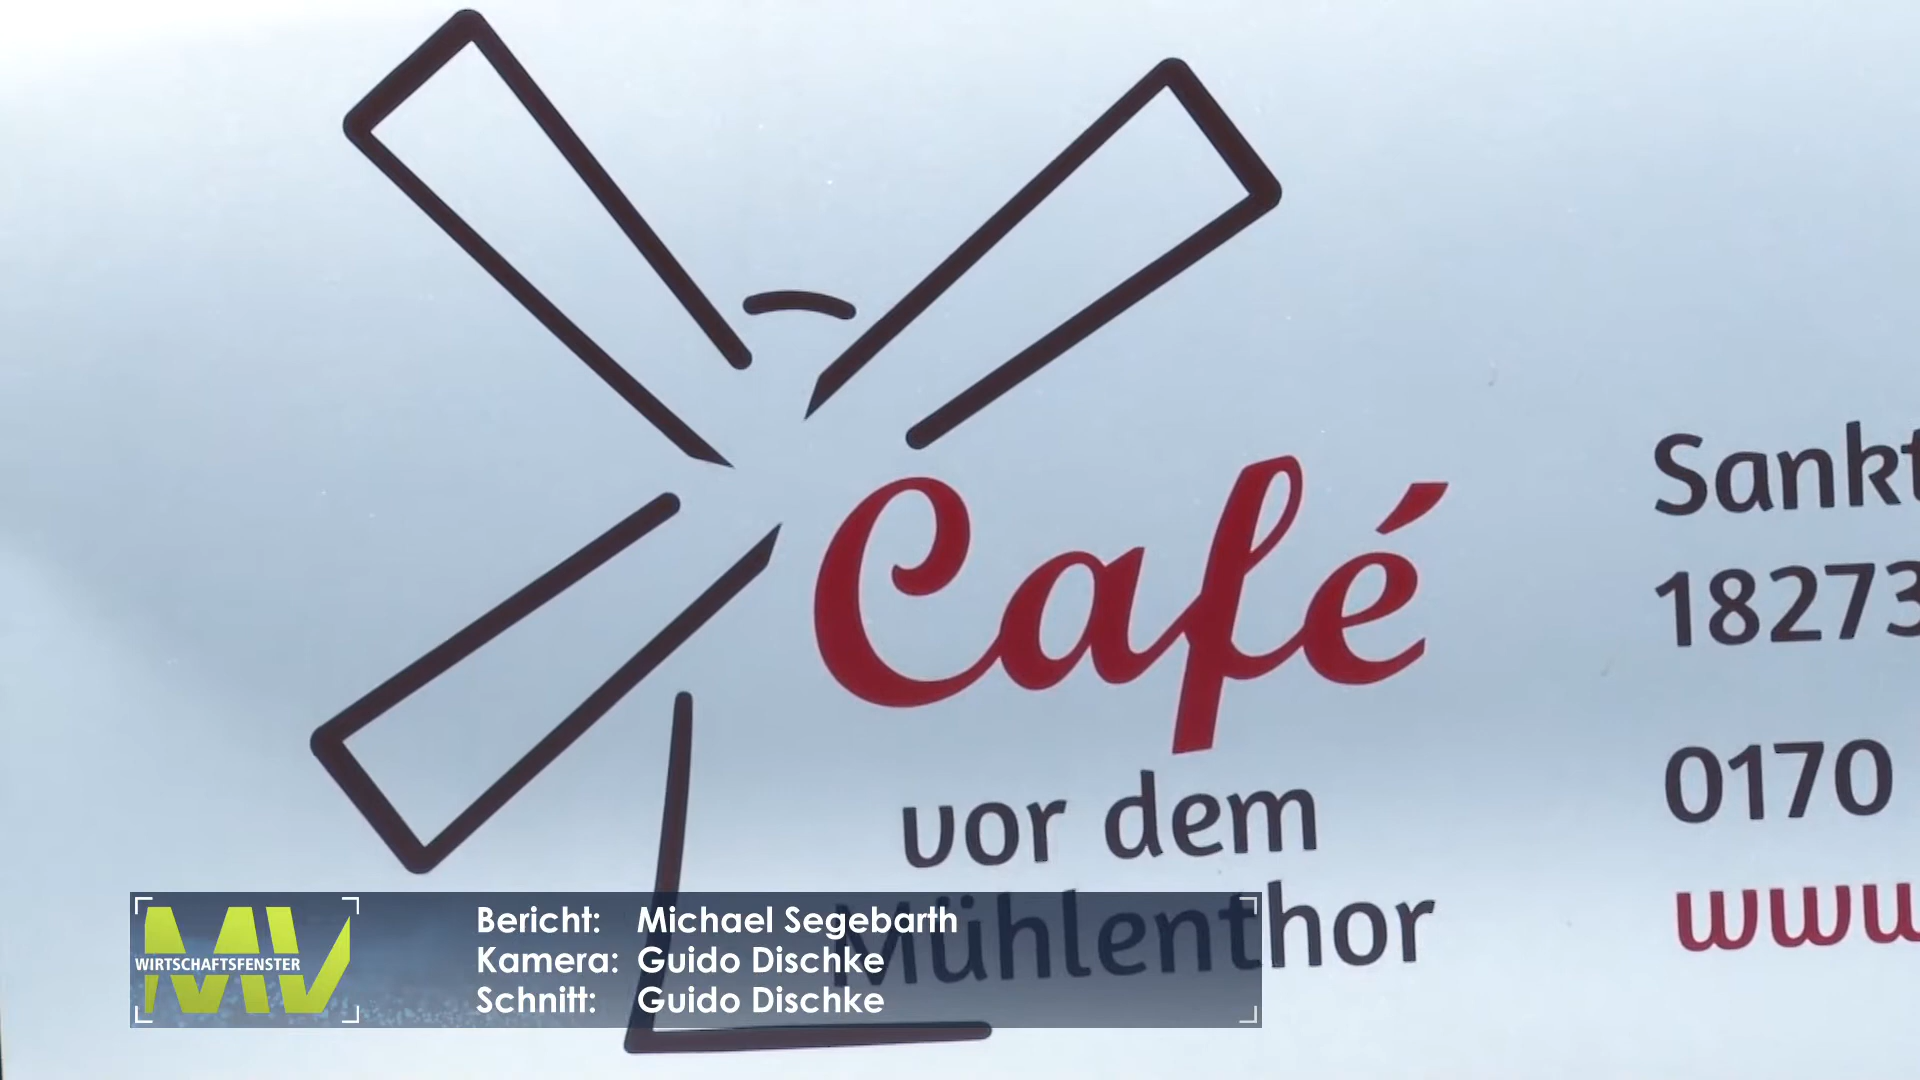 Café
vor dem
Mühlenthor
Sankt
18273
0170
www
MV
WIRTSCHAFTSFENSTER
Bericht: Michael Segebarth
Kamera: Guido Dischke
Schnitt: Guido Dischke